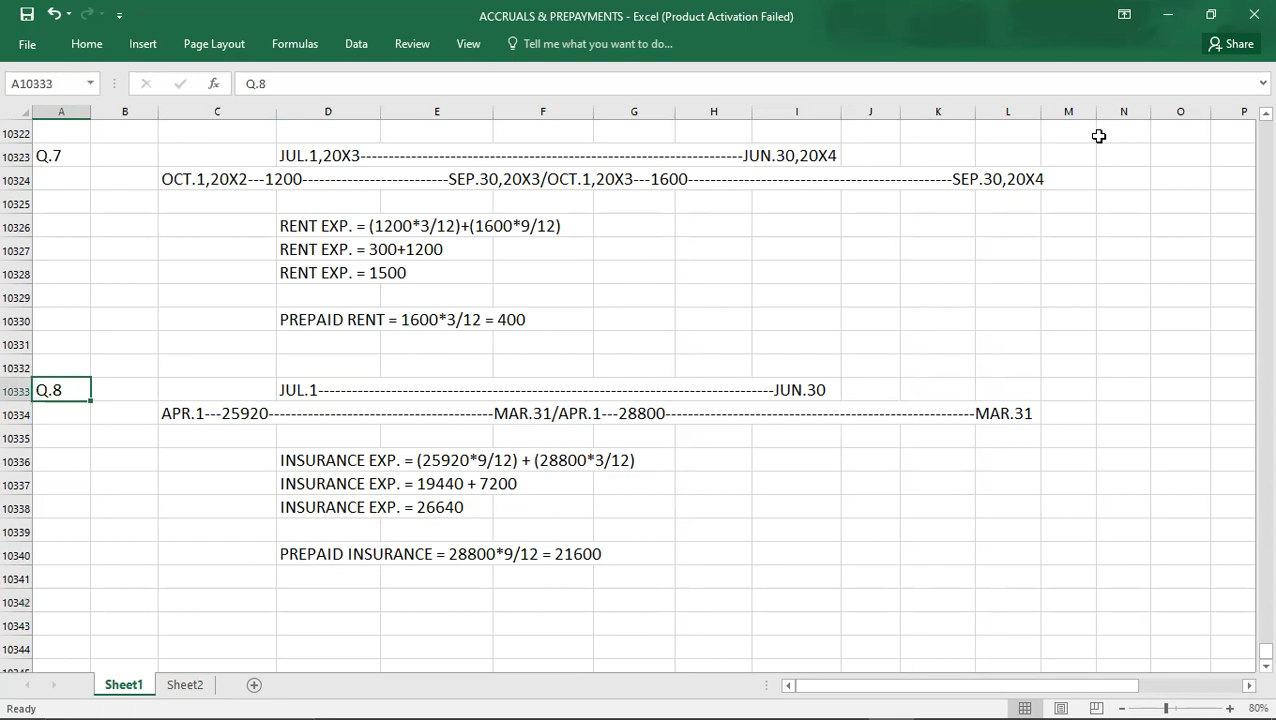 ACCRUALS & PREPAYMENTS - Excel (Product Activation Failed)
File Home Insert Page Layout Formulas Data Review View Tell me what you want to do... Share
A10333 fx Q.8
A B C D E F G H I J K L M N O P
10322
10323 Q.7 JUL.1,20X3-------------------------------------------------------------------------JUN.30,20X4
10324 OCT.1,20X2---1200----------------------------SEP.30,20X3/OCT.1,20X3---1600--------------------------------------------------SEP.30,20X4
10325
10326 RENT EXP. = (1200*3/12)+(1600*9/12)
10327 RENT EXP. = 300+1200
10328 RENT EXP. = 1500
10329
10330 PREPAID RENT = 1600*3/12 = 400
10331
10332
10333 Q.8 JUL.1---------------------------------------------------------------------------------------JUN.30
10334 APR.1---25920-------------------------------------------MAR.31/APR.1---28800-----------------------------------------------------------MAR.31
10335
10336 INSURANCE EXP. = (25920*9/12) + (28800*3/12)
10337 INSURANCE EXP. = 19440 + 7200
10338 INSURANCE EXP. = 26640
10339
10340 PREPAID INSURANCE = 28800*9/12 = 21600
10341
10342
10343
10344
Sheet1 Sheet2
Ready 80%